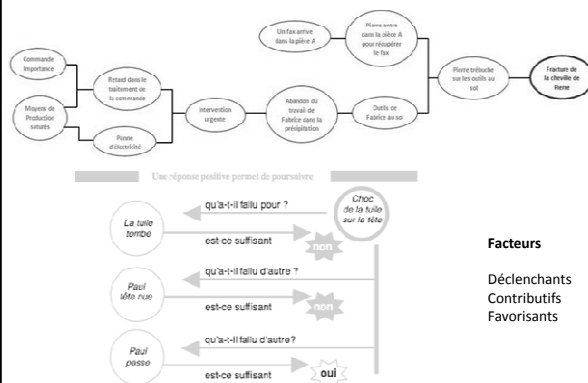 Commande
importance
Moyens de
Production
saturés
Retard dans le
traitement de
la commande
Panne
d'électricité
Intervention
urgente
Abandon du
travail de
Fabrice dans la
précipitation
Un fax arrive
dans la pièce A
Pierre entre
dans la pièce A
pour récupérer
le fax
Outils de
Fabrice au sol
Pierre trébuche
sur les outils au
sol
Fracture de
la cheville de
Pierre
Une réponse positive permet de poursuivre
Choc
de la tuile
sur la tête
qu'a-t-il fallu pour ?
La tuile
tombe
est-ce suffisant
non
qu'a-t-il fallu d'autre ?
Paul
tête nue
est-ce suffisant
non
qu'a-t-il fallu d'autre?
Paul
passe
est-ce suffisant
oui
Facteurs
Déclenchants
Contributifs
Favorisants